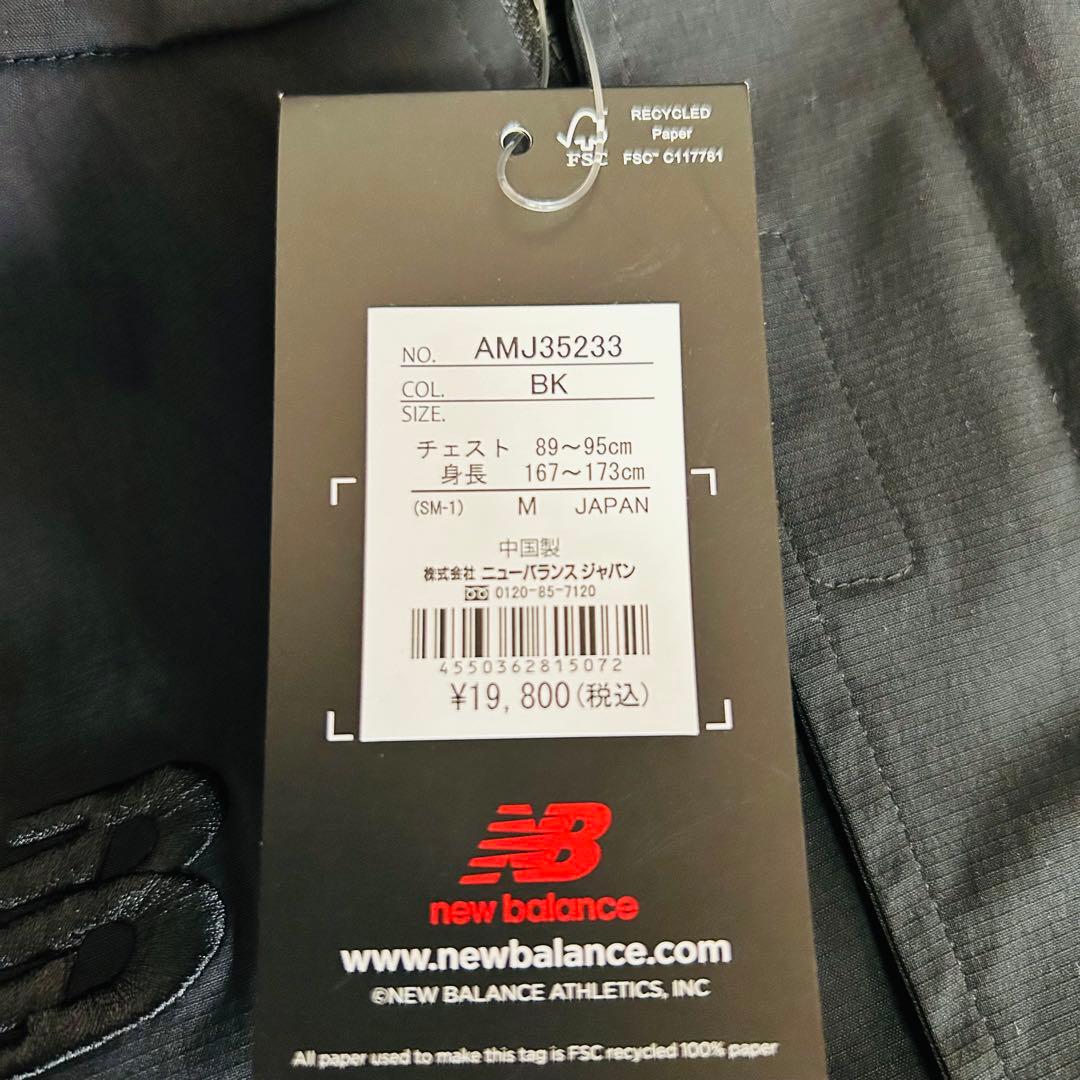 RECYCLED
Paper
FSC
FSC™ C117781
NO. AMJ35233
COL. BK
SIZE.
チェスト 89～95cm
身長 167～173cm
(SM-1) M JAPAN
中国製
株式会社 ニューバランス ジャパン
0120-85-7120
4550362815072
¥19,800(税込)
NB
new balance
www.newbalance.com
©NEW BALANCE ATHLETICS, INC
All paper used to make this tag is FSC recycled 100% paper